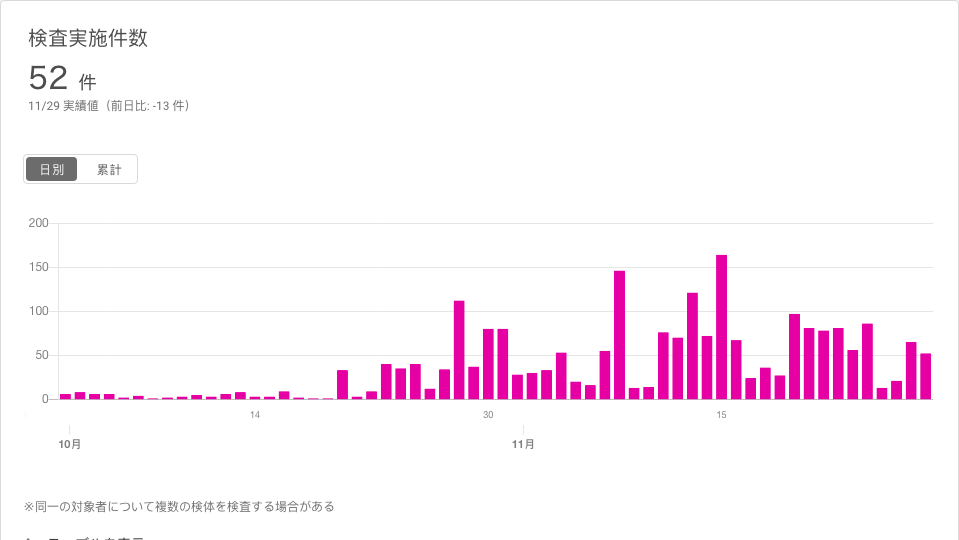 検査実施件数
52 件
11/29 実績値（前日比: -13 件）
日別 累計
200
150
100
50
0
14 30 15
10月 11月
※同一の対象者について複数の検体を検査する場合がある